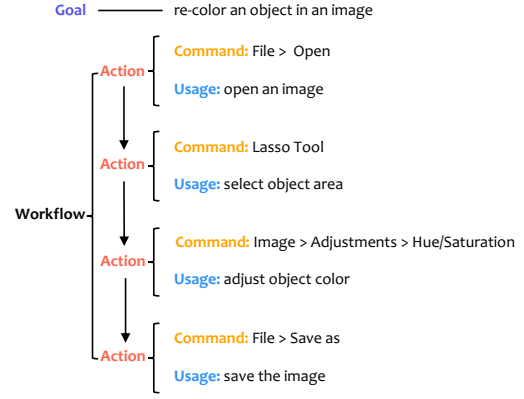 Goal re-color an object in an image
Command: File > Open
Action
Usage: open an image
Command: Lasso Tool
Action
Usage: select object area
Workflow
Command: Image > Adjustments > Hue/Saturation
Action
Usage: adjust object color
Command: File > Save as
Action
Usage: save the image